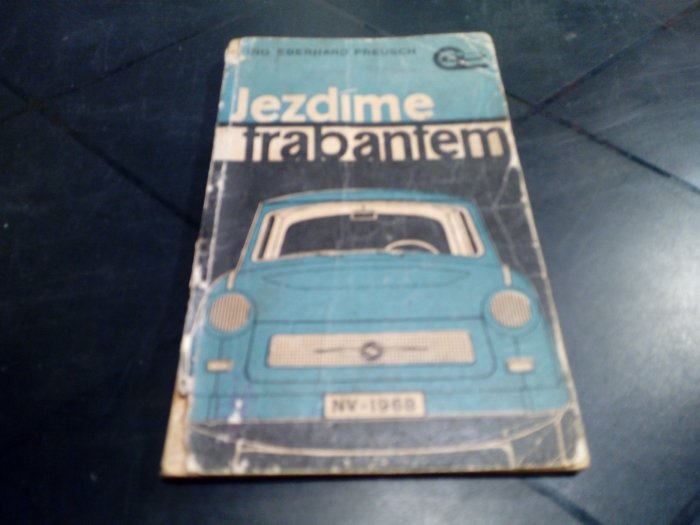 ING EBERHARD PREUSCH
Jezdíme
trabantem
NV-1968